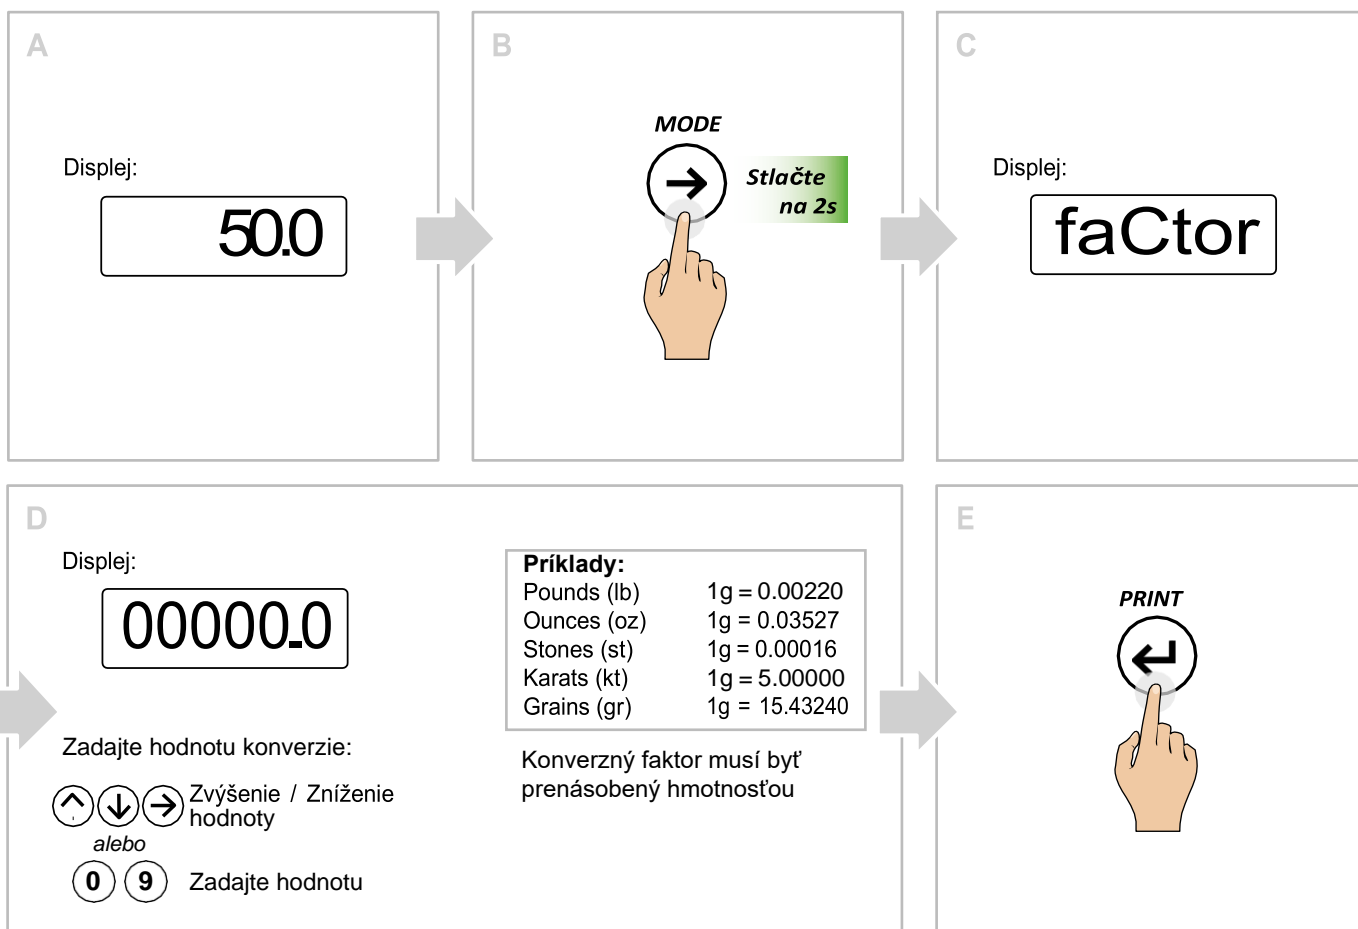 A
Displej:
50.0
B
MODE
Stlačte
na 2s
C
Displej:
faCtor
D
Displej:
00000.0
Zadajte hodnotu konverzie:
Zvýšenie / Zníženie
hodnoty
alebo
0 9 Zadajte hodnotu
Príklady:
Pounds (lb) 1g = 0.00220
Ounces (oz) 1g = 0.03527
Stones (st) 1g = 0.00016
Karats (kt) 1g = 5.00000
Grains (gr) 1g = 15.43240
Konverzný faktor musí byť
prenásobený hmotnosťou
E
PRINT